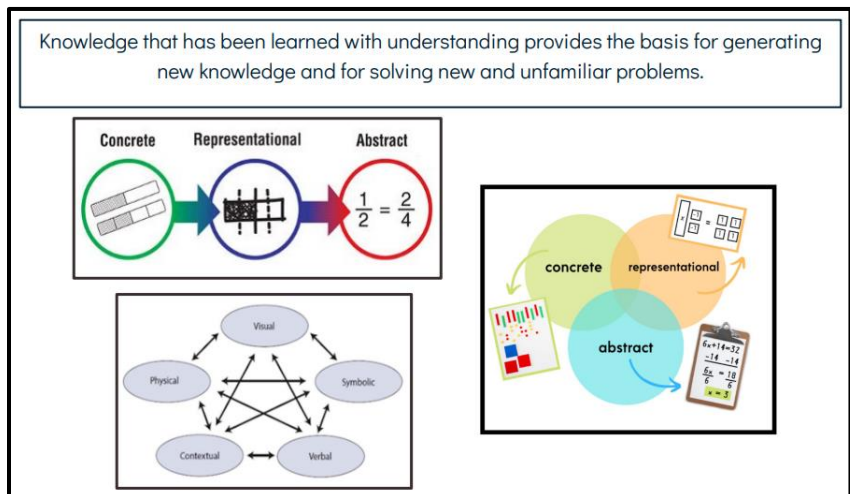 Knowledge that has been learned with understanding provides the basis for generating
new knowledge and for solving new and unfamiliar problems.
Concrete Representational Abstract
1/2 = 2/4
Visual
Physical Symbolic
Contextual Verbal
concrete representational
abstract
6x+14=32
-14 -14
6x/6 = 18/6
x = 3